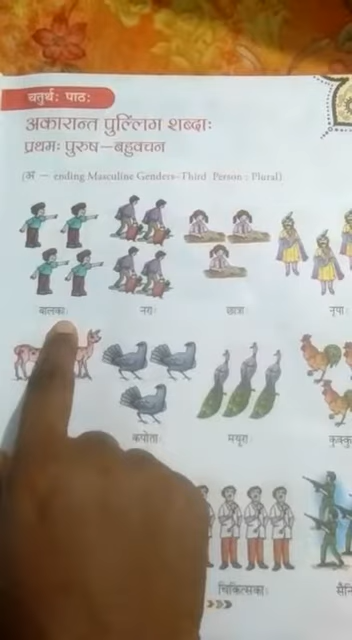 चतुर्थः पाठः
अकारान्त पुल्लिंग शब्दाः
प्रथमः पुरुष–बहुवचन
(अ – ending Masculine Genders–Third Person : Plural)
बालकाः नराः छात्राः नृपाः
कपोताः मयूराः कुक्कु
चिकित्सकाः सैनि